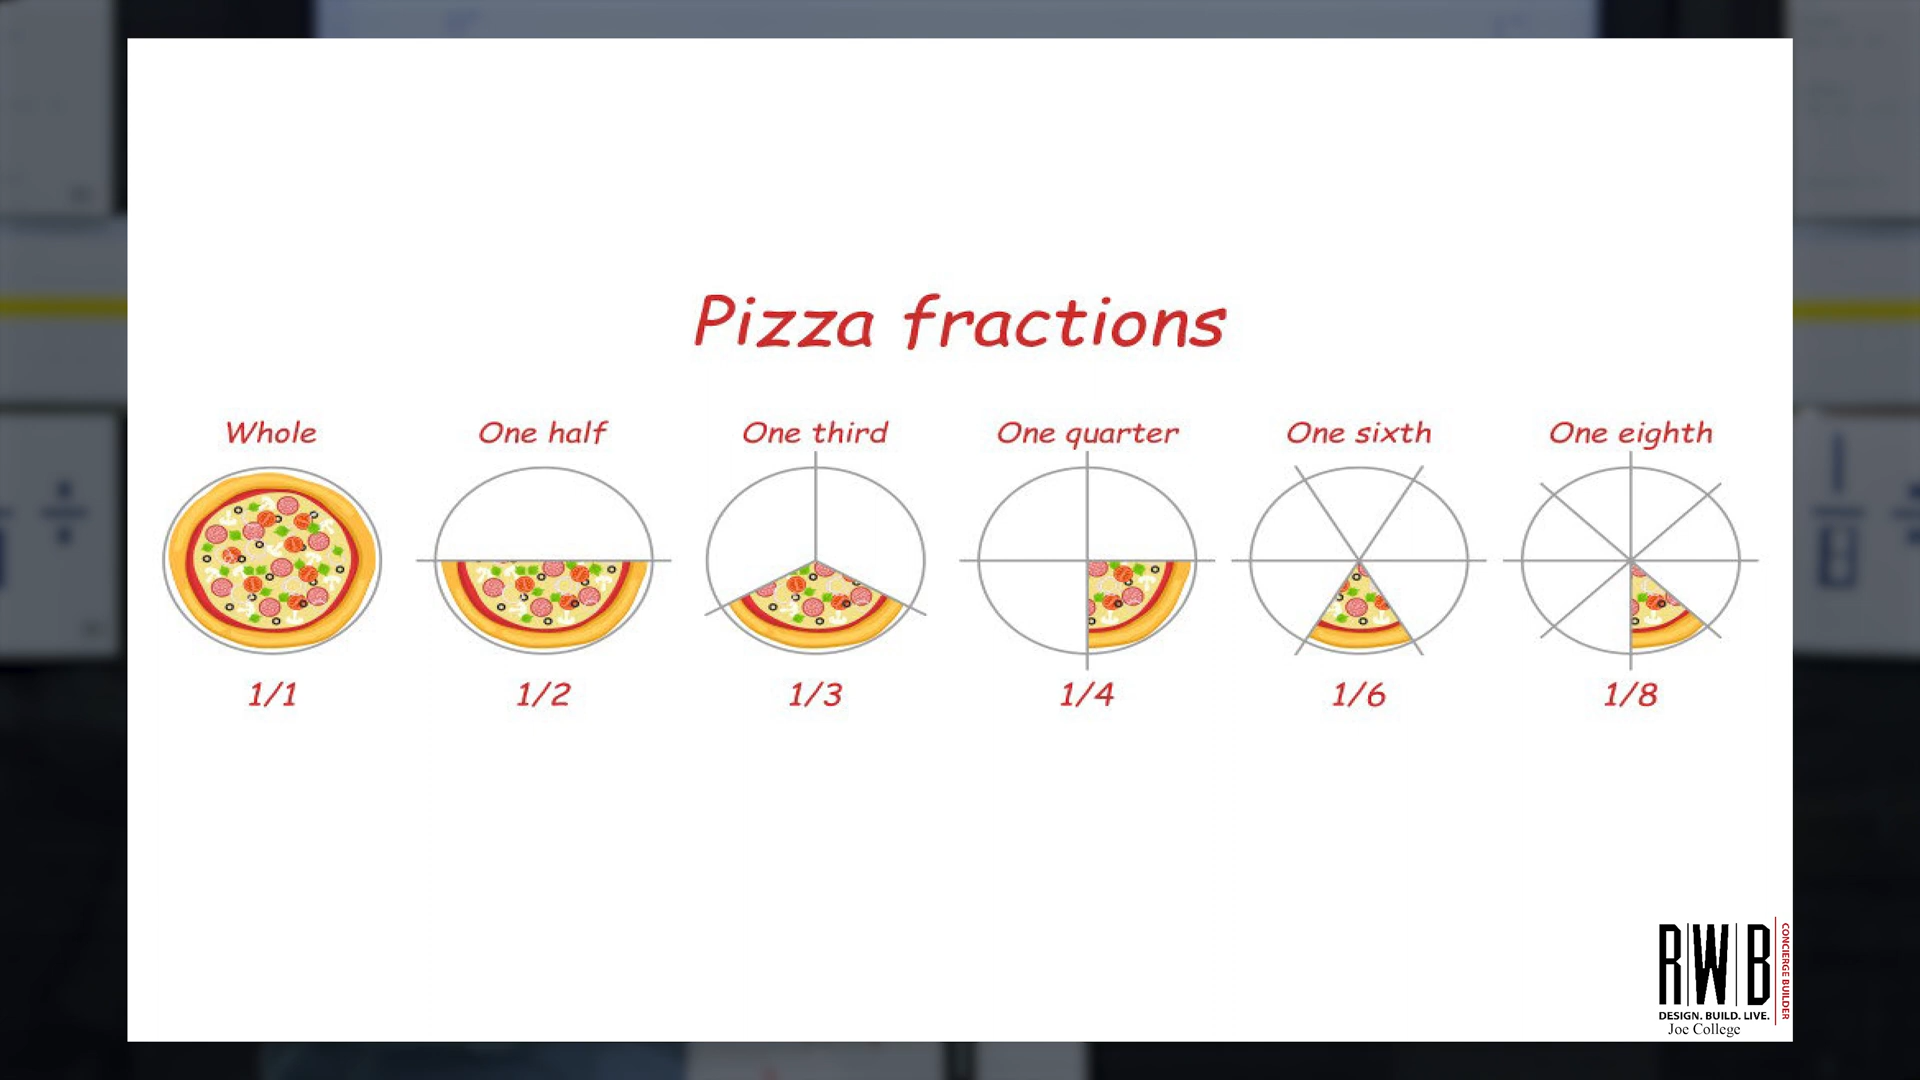 Pizza fractions
Whole One half One third One quarter One sixth One eighth
1/1 1/2 1/3 1/4 1/6 1/8
RWB
CONCIERGE BUILDER
DESIGN. BUILD. LIVE.
Joe College